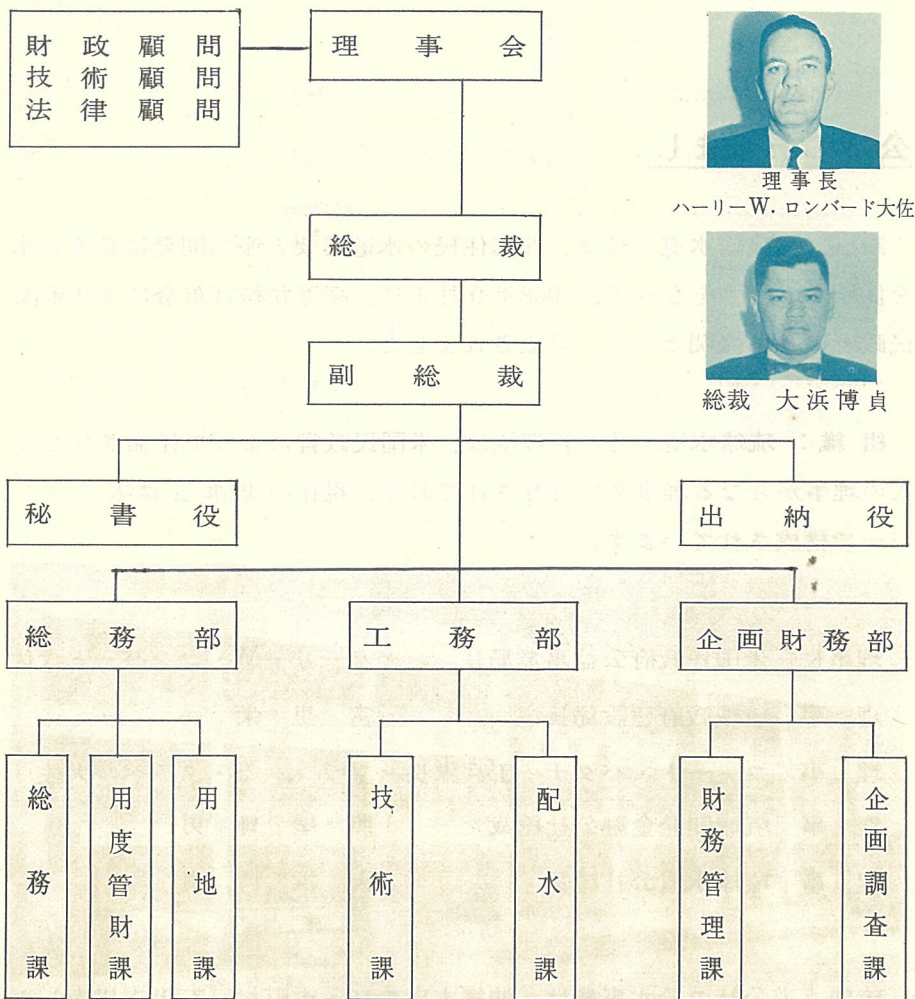 財政顧問
技術顧問
法律顧問
理事会
理事長
ハーリーW. ロンバード大佐
総裁
総裁 大浜博貞
副総裁
秘書役
出納役
総務部
工務部
企画財務部
総務課
用度管財課
用地課
技術課
配水課
財務管理課
企画調査課